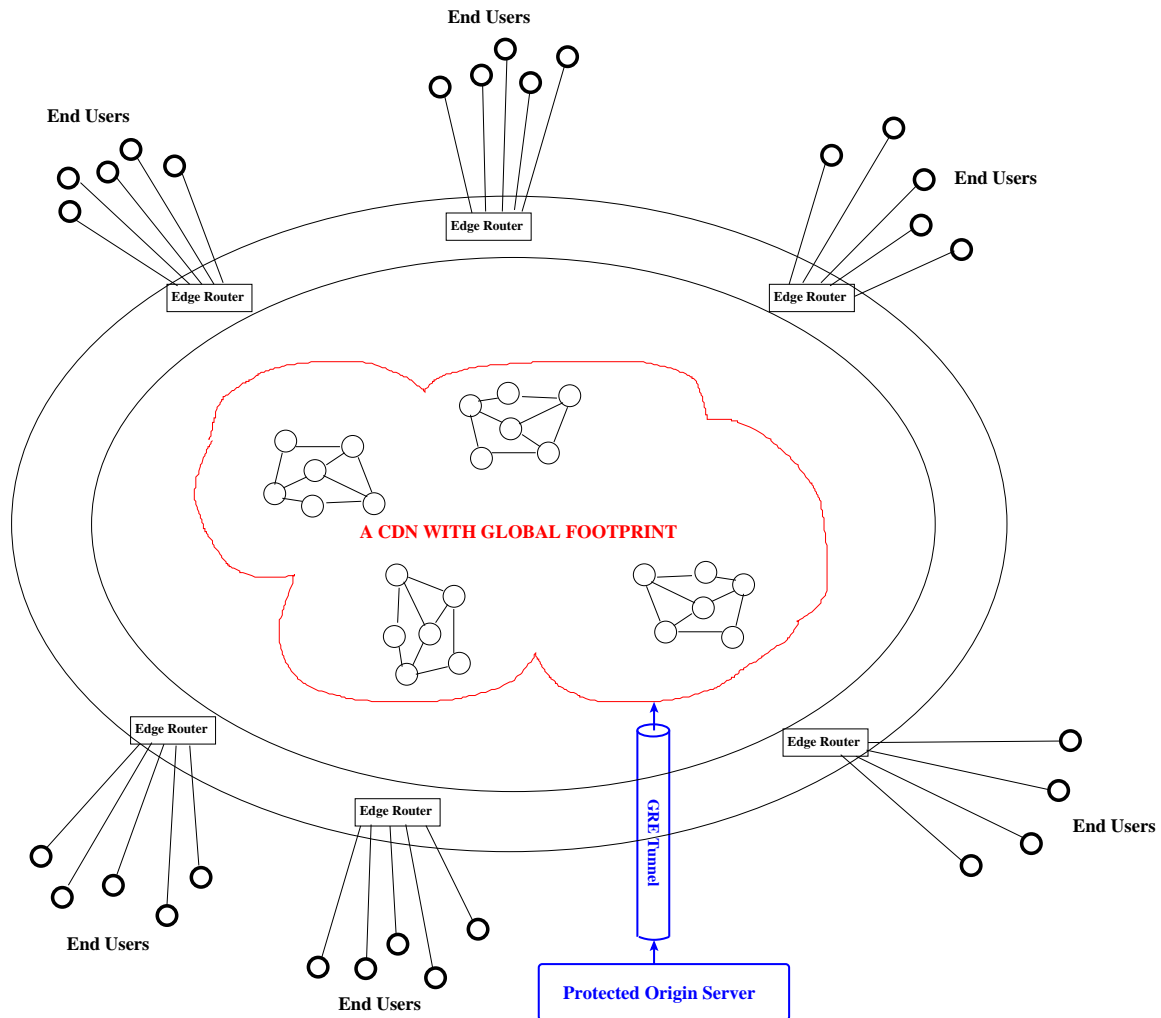 End Users
End Users
End Users
Edge Router
Edge Router
Edge Router
A CDN WITH GLOBAL FOOTPRINT
Edge Router
Edge Router
Edge Router
GRE Tunnel
End Users
End Users
End Users
Protected Origin Server